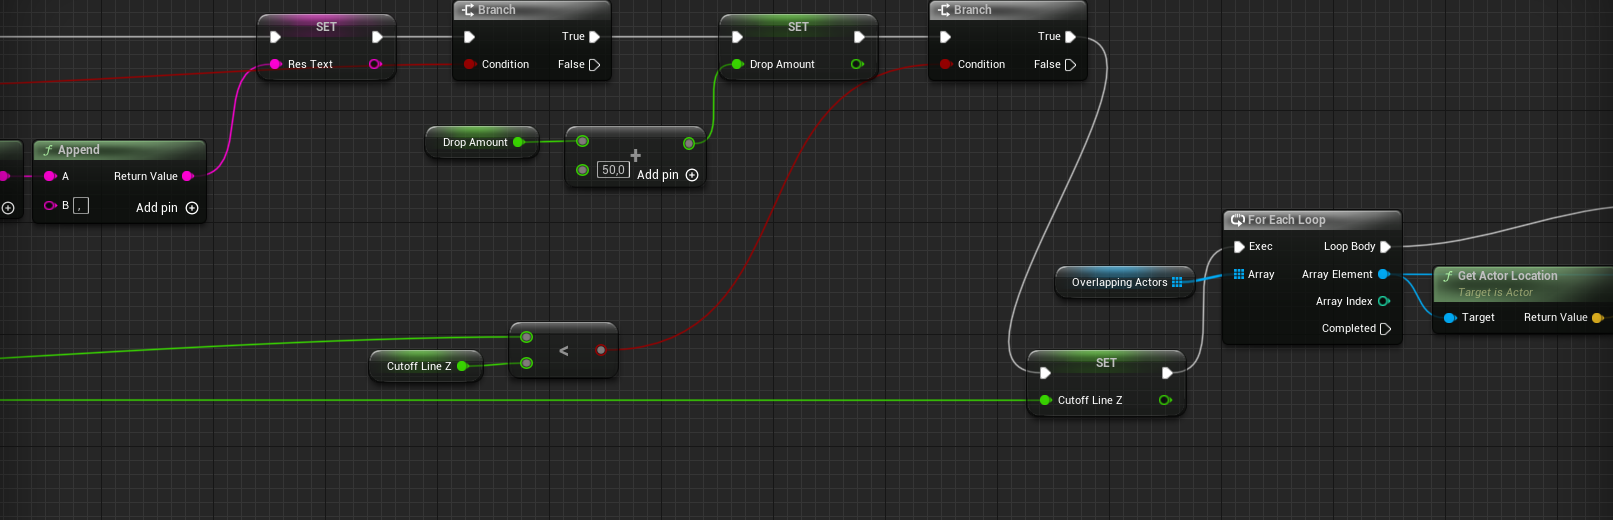 SET
Res Text
Branch
True
Condition
False
SET
Drop Amount
Branch
True
Condition
False
Drop Amount
+
50,0
Add pin
f Append
A
Return Value
B
,
Add pin
For Each Loop
Exec
Loop Body
Array
Array Element
Array Index
Completed
Overlapping Actors
f Get Actor Location
Target is Actor
Target
Return Value
Cutoff Line Z
<
SET
Cutoff Line Z